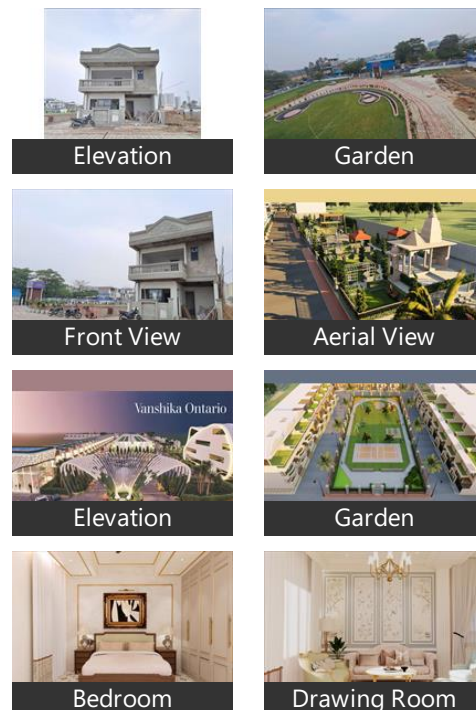 Elevation
Garden
Front View
Aerial View
Vanshika Ontario
Elevation
Garden
Bedroom
Drawing Room